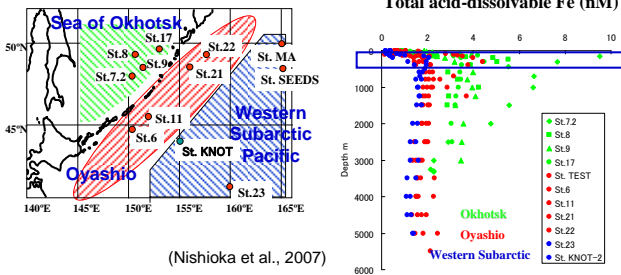 Total acid-dissolvable Fe (nM)
Sea of Okhotsk
St.17
St.8
St.9
St.7.2
St.22
St.21
St. MA
St. SEEDS
St.11
St.6
St. KNOT
St.23
Western
Subarctic
Pacific
Oyashio
50°N
45°N
140°E 145°E 150°E 155°E 160°E 165°E
(Nishioka et al., 2007)
0 2 4 6 8 10
0
1000
2000
3000
4000
5000
6000
Depth m
Okhotsk
Oyashio
Western Subarctic
St.7.2
St.8
St.9
St.17
St. TEST
St.6
St.11
St.21
St.22
St.23
St. KNOT-2